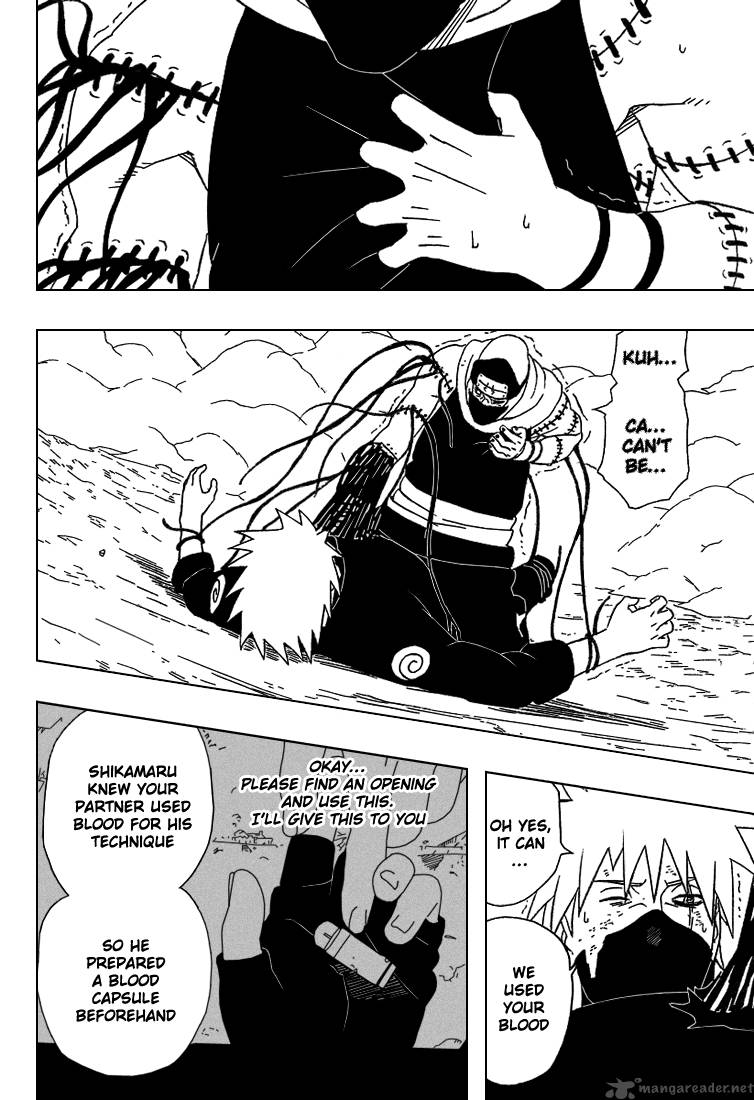 KUH...
CA...
CAN'T
BE...
OH YES,
IT CAN
...
WE
USED
YOUR
BLOOD
OKAY...
PLEASE FIND AN OPENING
AND USE THIS.
I'LL GIVE THIS TO YOU
SHIKAMARU
KNEW YOUR
PARTNER USED
BLOOD FOR HIS
TECHNIQUE
SO HE
PREPARED
A BLOOD
CAPSULE
BEFOREHAND
mangareader.net